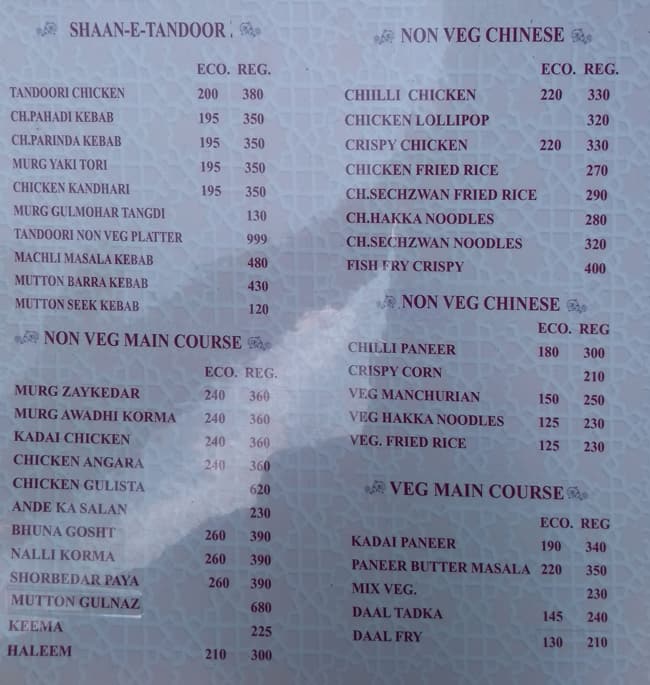 SHAAN-E-TANDOOR
ECO. REG.
TANDOORI CHICKEN 200 380
CH.PAHADI KEBAB 195 350
CH.PARINDA KEBAB 195 350
MURG YAKI TORI 195 350
CHICKEN KANDHARI 195 350
MURG GULMOHAR TANGDI 130
TANDOORI NON VEG PLATTER 999
MACHLI MASALA KEBAB 480
MUTTON BARRA KEBAB 430
MUTTON SEEK KEBAB 120
NON VEG MAIN COURSE
ECO. REG.
MURG ZAYKEDAR 240 360
MURG AWADHI KORMA 240 360
KADAI CHICKEN 240 360
CHICKEN ANGARA 240 360
CHICKEN GULISTA 620
ANDE KA SALAN 230
BHUNA GOSHT 260 390
NALLI KORMA 260 390
SHORBEDAR PAYA 260 390
MUTTON GULNAZ 680
KEEMA 225
HALEEM 210 300
NON VEG CHINESE
ECO. REG.
CHIILLI CHICKEN 220 330
CHICKEN LOLLIPOP 320
CRISPY CHICKEN 220 330
CHICKEN FRIED RICE 270
CH.SECHZWAN FRIED RICE 290
CH.HAKKA NOODLES 280
CH.SECHZWAN NOODLES 320
FISH FRY CRISPY 400
NON VEG CHINESE
ECO. REG
CHILLI PANEER 180 300
CRISPY CORN 210
VEG MANCHURIAN 150 250
VEG HAKKA NOODLES 125 230
VEG. FRIED RICE 125 230
VEG MAIN COURSE
ECO. REG
KADAI PANEER 190 340
PANEER BUTTER MASALA 220 350
MIX VEG. 230
DAAL TADKA 145 240
DAAL FRY 130 210